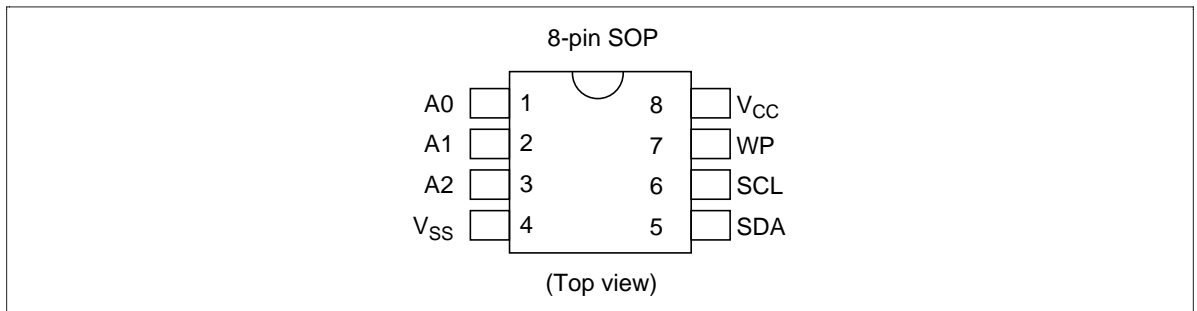 8-pin SOP
A0 1 8 VCC
A1 2 7 WP
A2 3 6 SCL
VSS 4 5 SDA
(Top view)